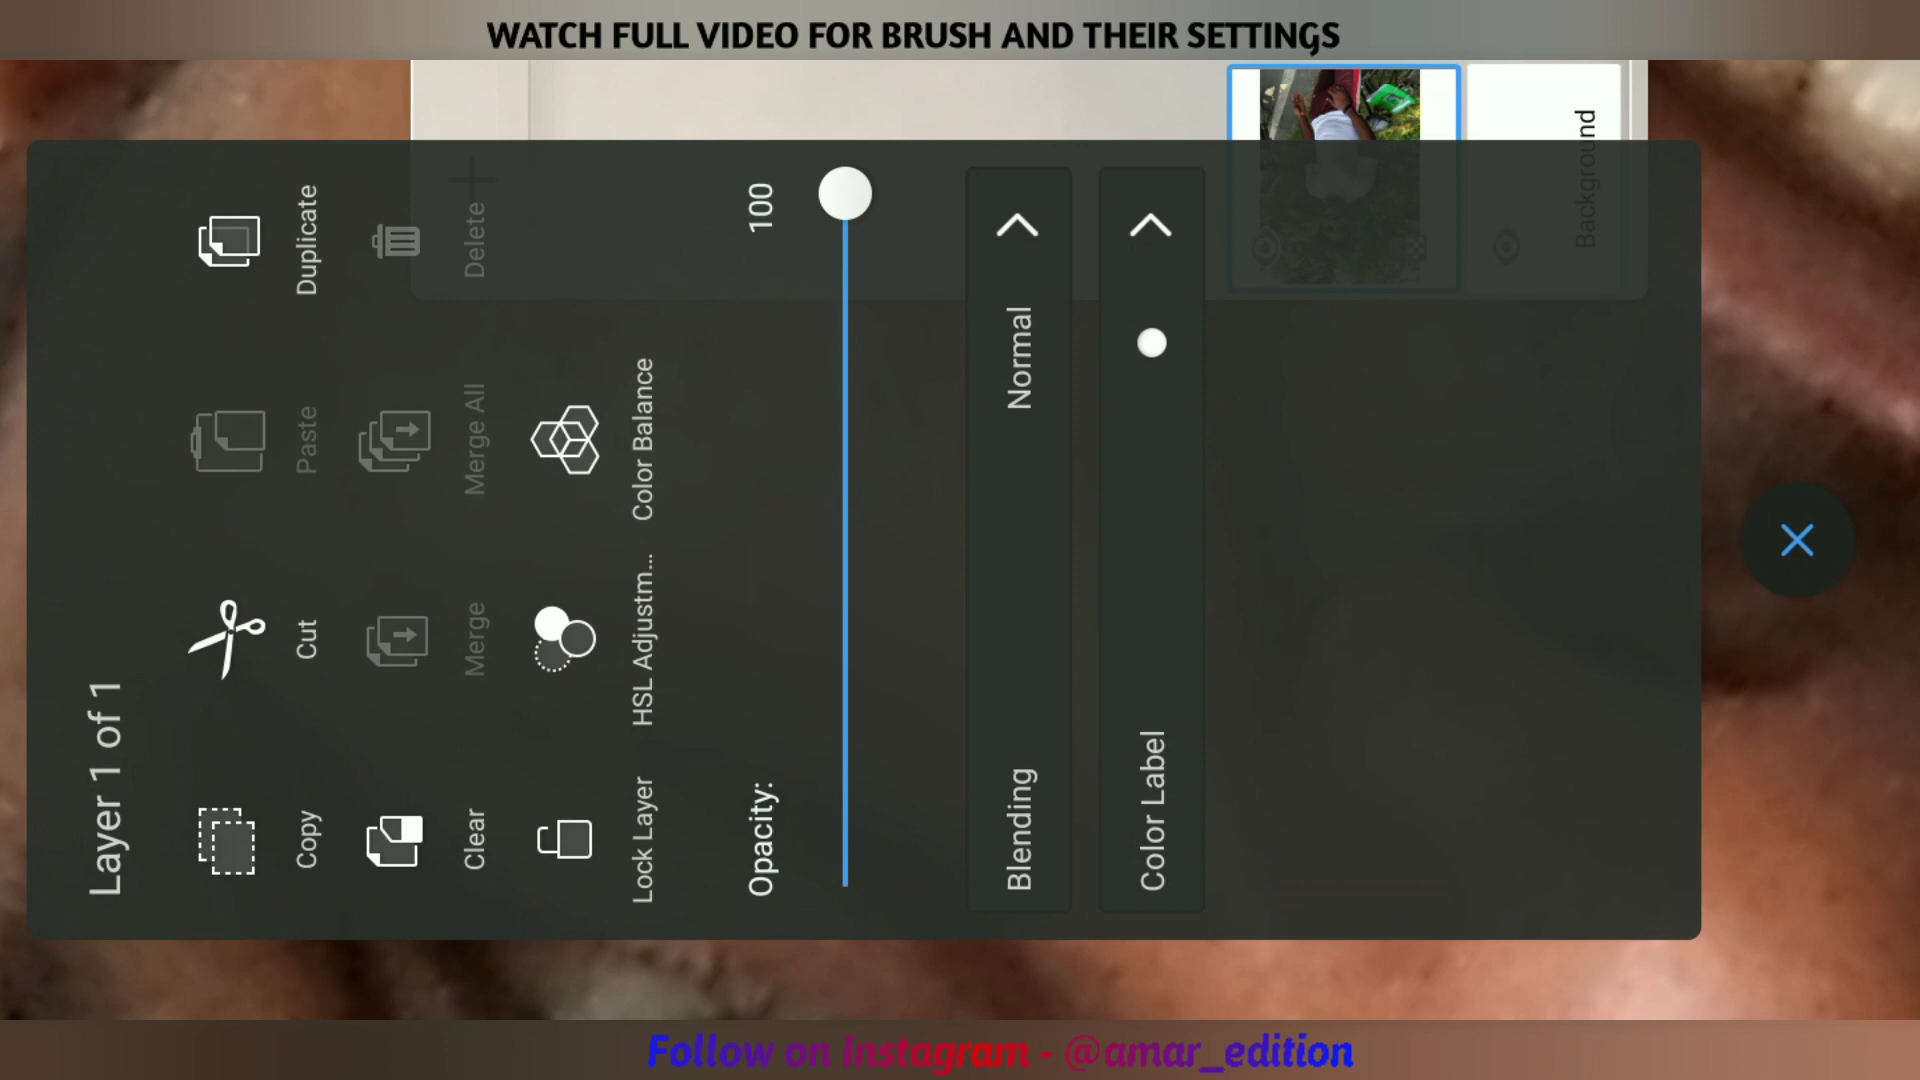 WATCH FULL VIDEO FOR BRUSH AND THEIR SETTINGS
Layer 1 of 1
Copy
Cut
Paste
Duplicate
Clear
Merge
Merge All
Delete
Lock Layer
HSL Adjustm...
Color Balance
Opacity:
100
Blending
Normal
Color Label
Background
Follow on Instagram - @amar_edition